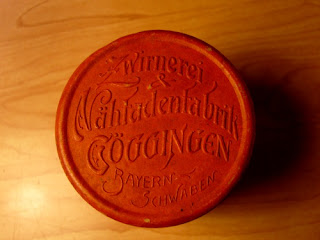 Zwirnerei
&
Nähfadenfabrik
GÖGGINGEN
BAYERN-
SCHWABEN